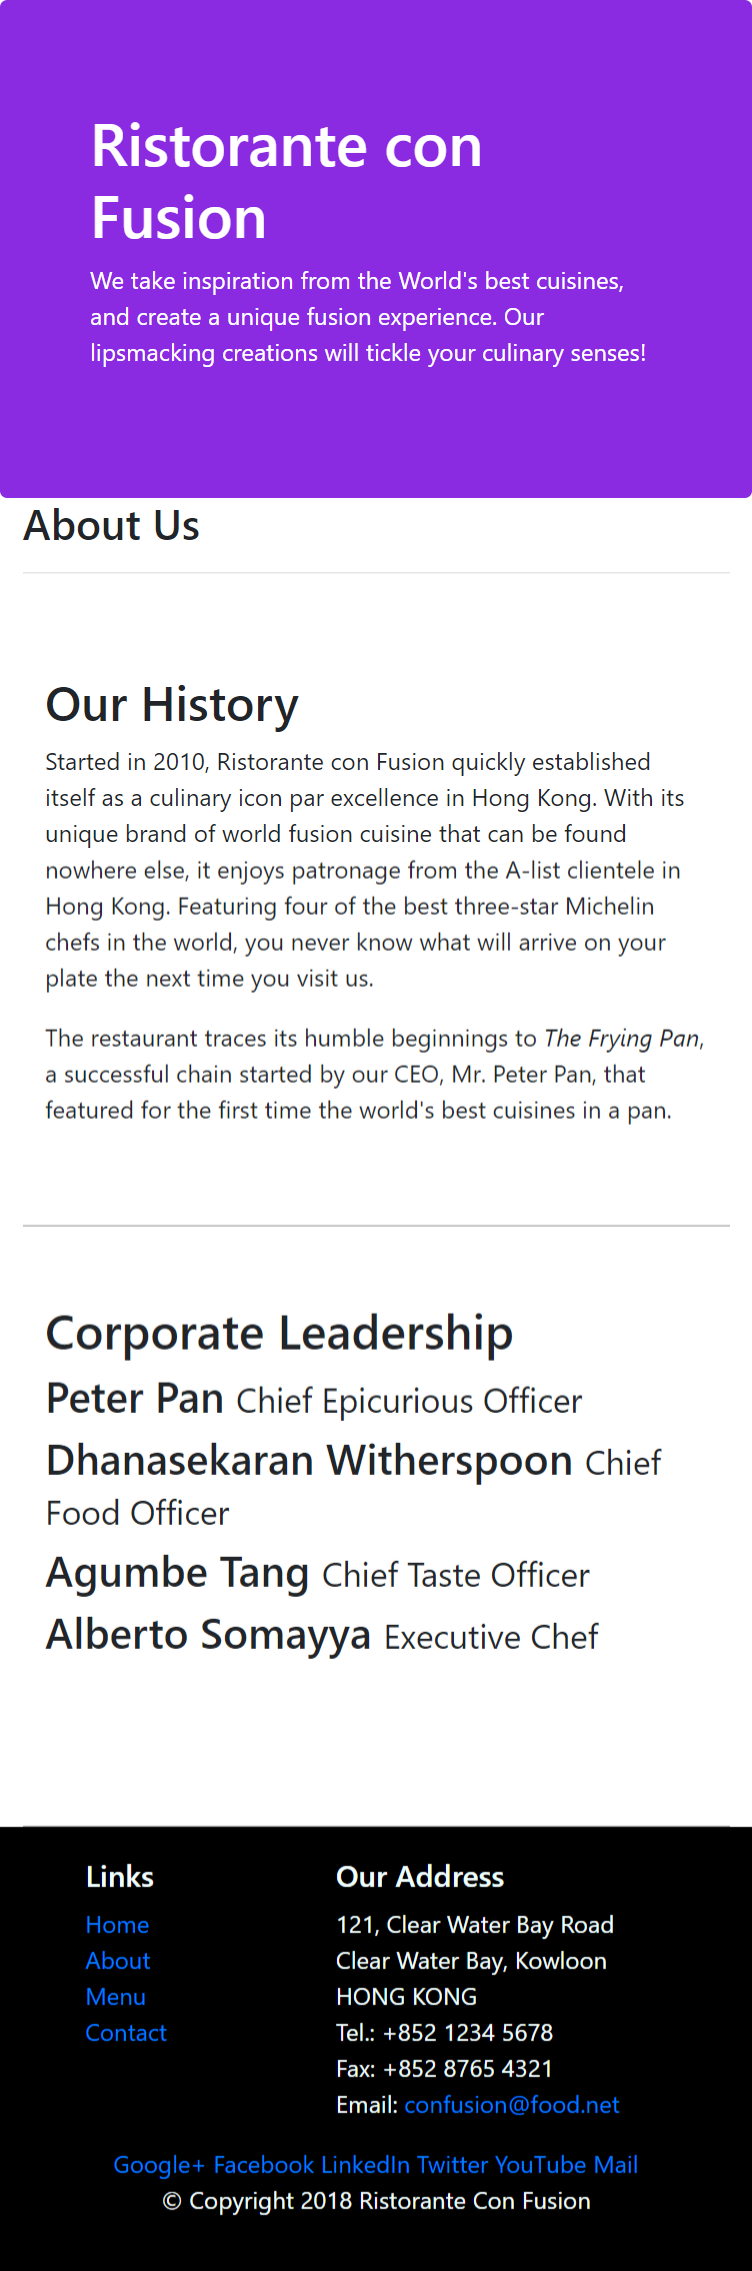 Ristorante con
Fusion
We take inspiration from the World's best cuisines,
and create a unique fusion experience. Our
lipsmacking creations will tickle your culinary senses!
About Us
Our History
Started in 2010, Ristorante con Fusion quickly established
itself as a culinary icon par excellence in Hong Kong. With its
unique brand of world fusion cuisine that can be found
nowhere else, it enjoys patronage from the A-list clientele in
Hong Kong. Featuring four of the best three-star Michelin
chefs in the world, you never know what will arrive on your
plate the next time you visit us.
The restaurant traces its humble beginnings to The Frying Pan,
a successful chain started by our CEO, Mr. Peter Pan, that
featured for the first time the world's best cuisines in a pan.
Corporate Leadership
Peter Pan Chief Epicurious Officer
Dhanasekaran Witherspoon Chief
Food Officer
Agumbe Tang Chief Taste Officer
Alberto Somayya Executive Chef
Links
Home
About
Menu
Contact
Our Address
121, Clear Water Bay Road
Clear Water Bay, Kowloon
HONG KONG
Tel.: +852 1234 5678
Fax: +852 8765 4321
Email: confusion@food.net
Google+ Facebook LinkedIn Twitter YouTube Mail
© Copyright 2018 Ristorante Con Fusion